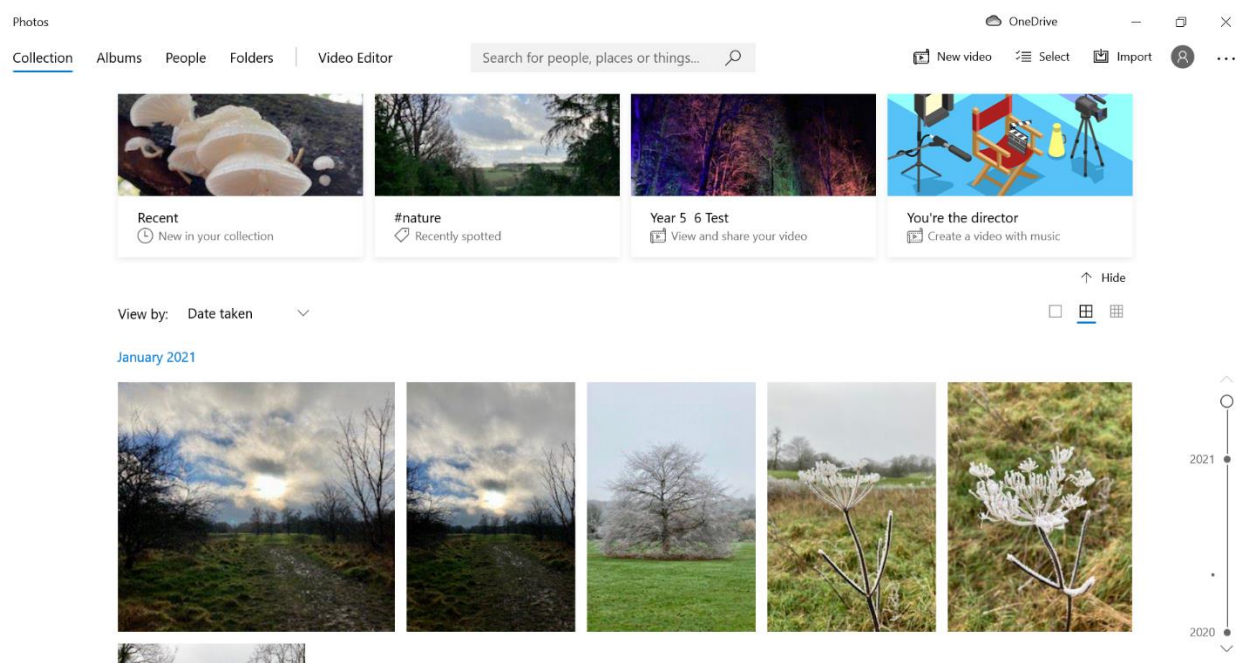 Photos
OneDrive
Collection Albums People Folders Video Editor Search for people, places or things... New video Select Import
Recent
New in your collection
#nature
Recently spotted
Year 5 6 Test
View and share your video
You're the director
Create a video with music
Hide
View by: Date taken
January 2021
2021
2020